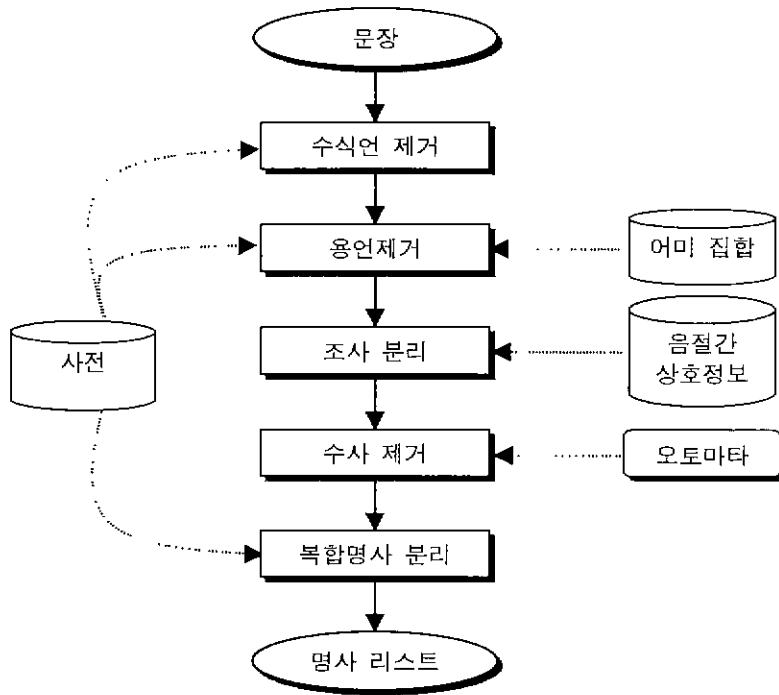 문장
수식언 제거
용언제거
어미 집합
사전
조사 분리
음절간
상호정보
수사 제거
오토마타
복합명사 분리
명사 리스트